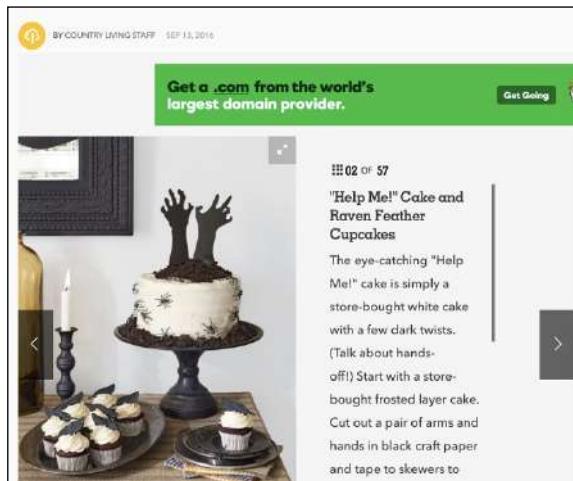 BY COUNTRY LIVING STAFF SEP 13, 2016
Get a .com from the world's
largest domain provider.
Get Going
02 OF 57
"Help Me!" Cake and
Raven Feather
Cupcakes
The eye-catching "Help
Me!" cake is simply a
store-bought white cake
with a few dark twists.
(Talk about hands-
off!) Start with a store-
bought frosted layer cake.
Cut out a pair of arms and
hands in black craft paper
and tape to skewers to